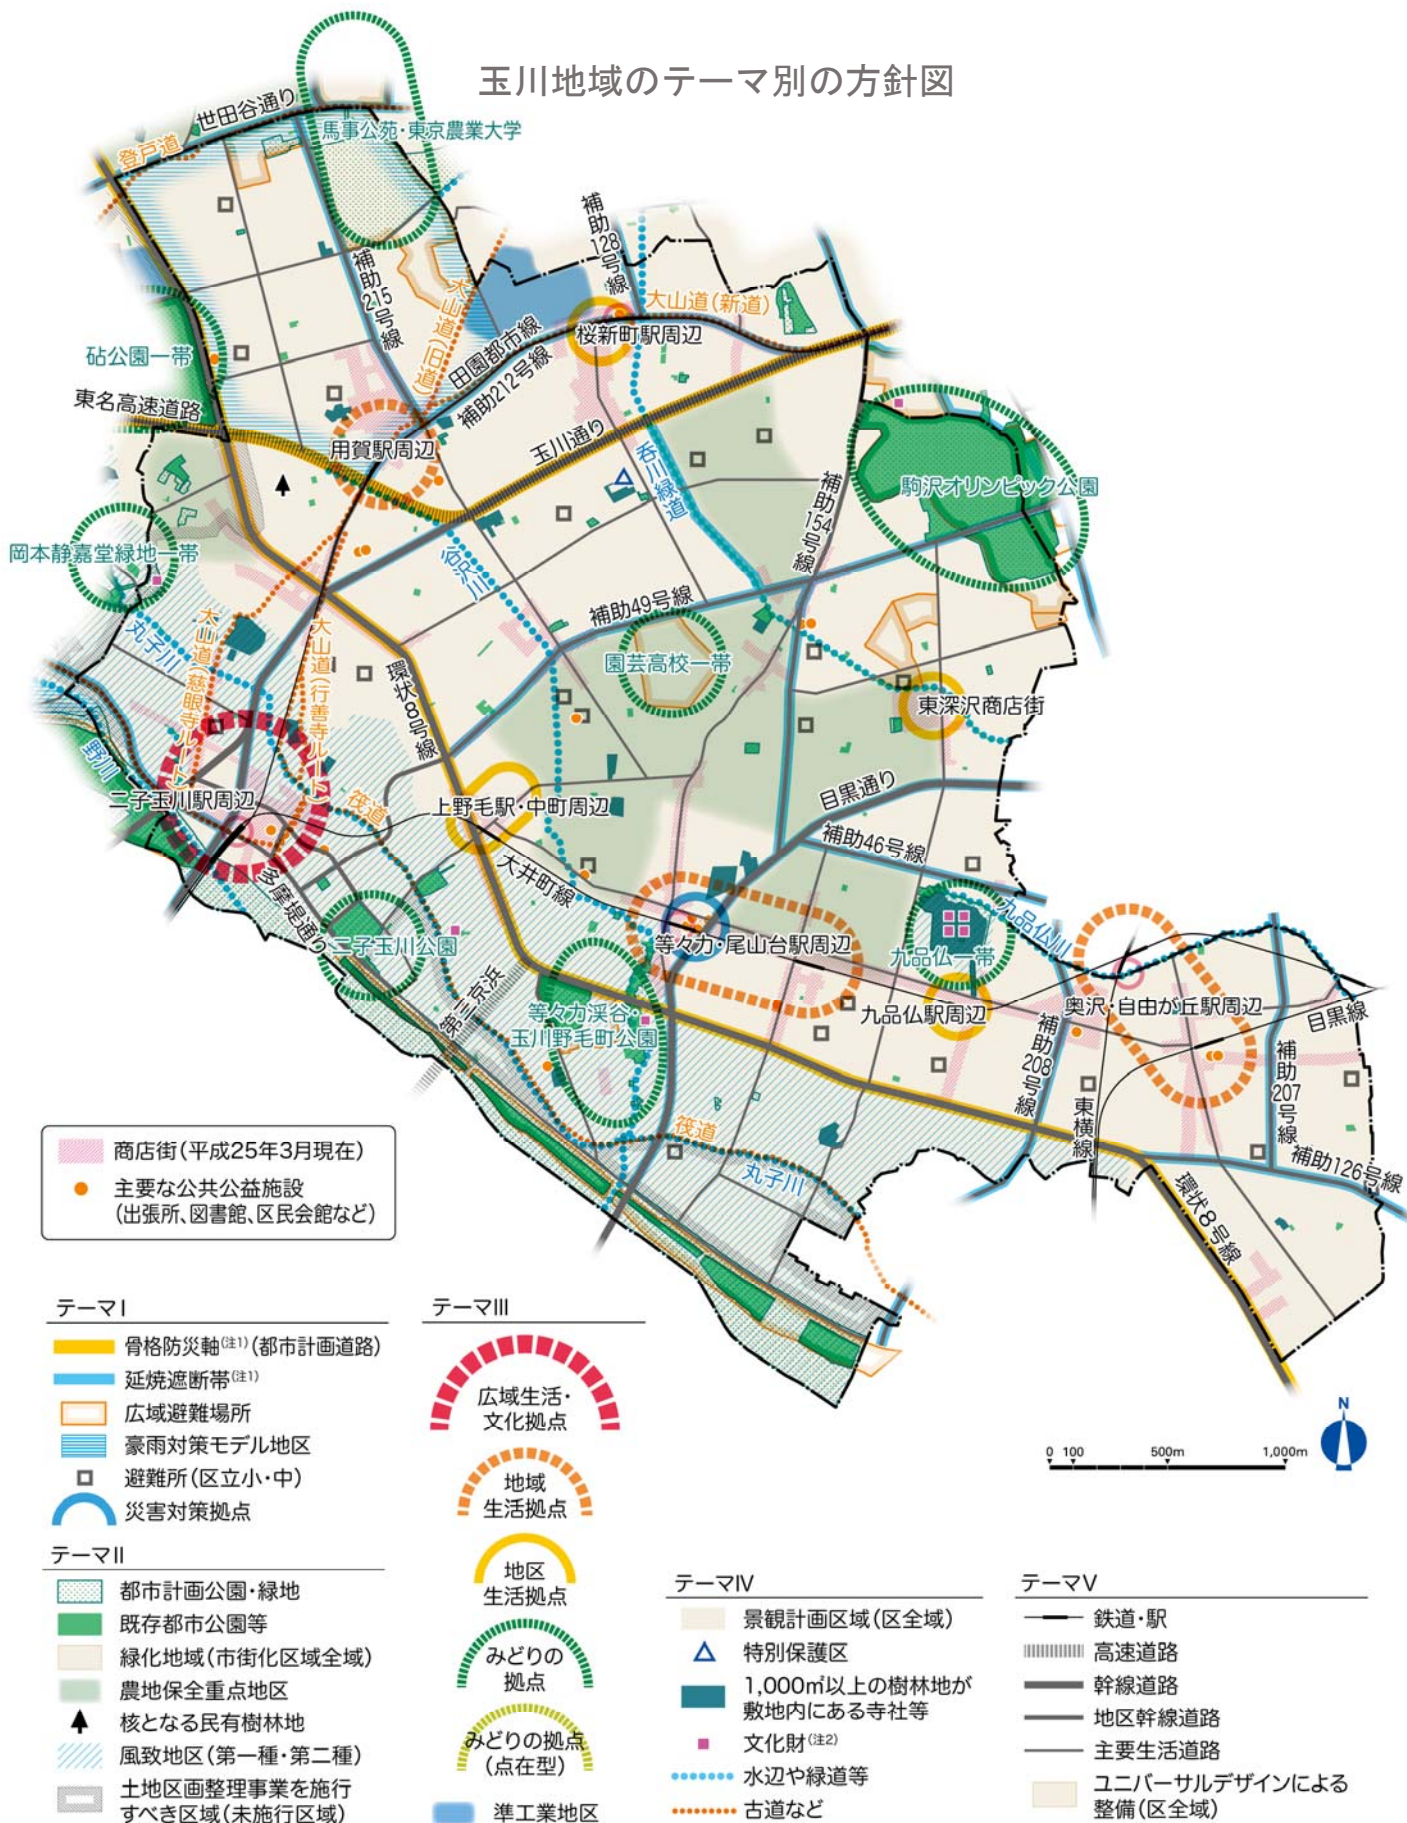 玉川地域のテーマ別の方針図
世田谷通り
登戸道
馬事公苑・東京農業大学
補助128号線
補助215号線
大山道(旧道)
大山道(新道)
桜新町駅周辺
田園都市線
補助212号線
砧公園一帯
東名高速道路
用賀駅周辺
玉川通り
呑川緑道
補助154号線
駒沢オリンピック公園
岡本静嘉堂緑地一帯
谷沢川
丸子川
大山道(慈眼寺ルート)
大山道(行善寺ルート)
補助49号線
園芸高校一帯
環状8号線
東深沢商店街
野川
二子玉川駅周辺
筏道
上野毛駅・中町周辺
目黒通り
補助46号線
大井町線
多摩堤通り
二子玉川公園
等々力・尾山台駅周辺
九品仏一帯
九品仏川
第三京浜
等々力渓谷・
玉川野毛町公園
九品仏駅周辺
奥沢・自由が丘駅周辺
目黒線
補助208号線
補助207号線
東横線
筏道
丸子川
補助126号線
環状8号線
商店街(平成25年3月現在)
主要な公共公益施設
(出張所、図書館、区民会館など)
テーマI
骨格防災軸(注1)(都市計画道路)
延焼遮断帯(注1)
広域避難場所
豪雨対策モデル地区
避難所(区立小・中)
災害対策拠点
テーマII
都市計画公園・緑地
既存都市公園等
緑化地域(市街化区域全域)
農地保全重点地区
核となる民有樹林地
風致地区(第一種・第二種)
土地区画整理事業を施行
すべき区域(未施行区域)
テーマIII
広域生活・
文化拠点
地域
生活拠点
地区
生活拠点
みどりの
拠点
みどりの拠点
(点在型)
準工業地区
テーマIV
景観計画区域(区全域)
特別保護区
1,000㎡以上の樹林地が
敷地内にある寺社等
文化財(注2)
水辺や緑道等
古道など
N
0 100 500m 1,000m
テーマV
鉄道・駅
高速道路
幹線道路
地区幹線道路
主要生活道路
ユニバーサルデザインによる
整備(区全域)